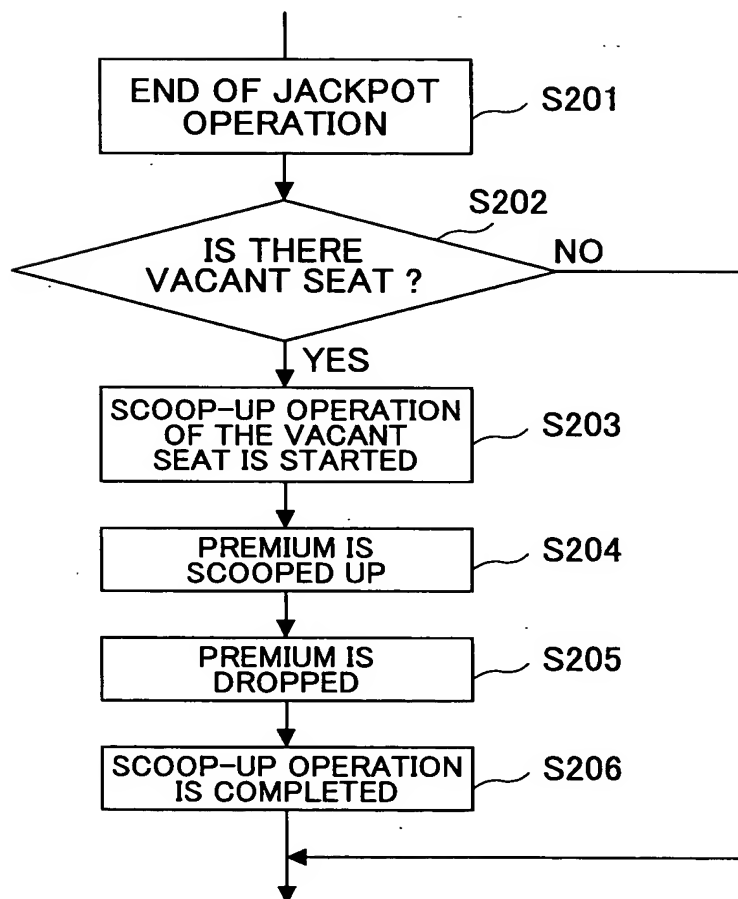 END OF JACKPOT
OPERATION
S201
S202
IS THERE
VACANT SEAT ?
NO
YES
SCOOP-UP OPERATION
OF THE VACANT
SEAT IS STARTED
S203
PREMIUM IS
SCOOPED UP
S204
PREMIUM IS
DROPPED
S205
SCOOP-UP OPERATION
IS COMPLETED
S206